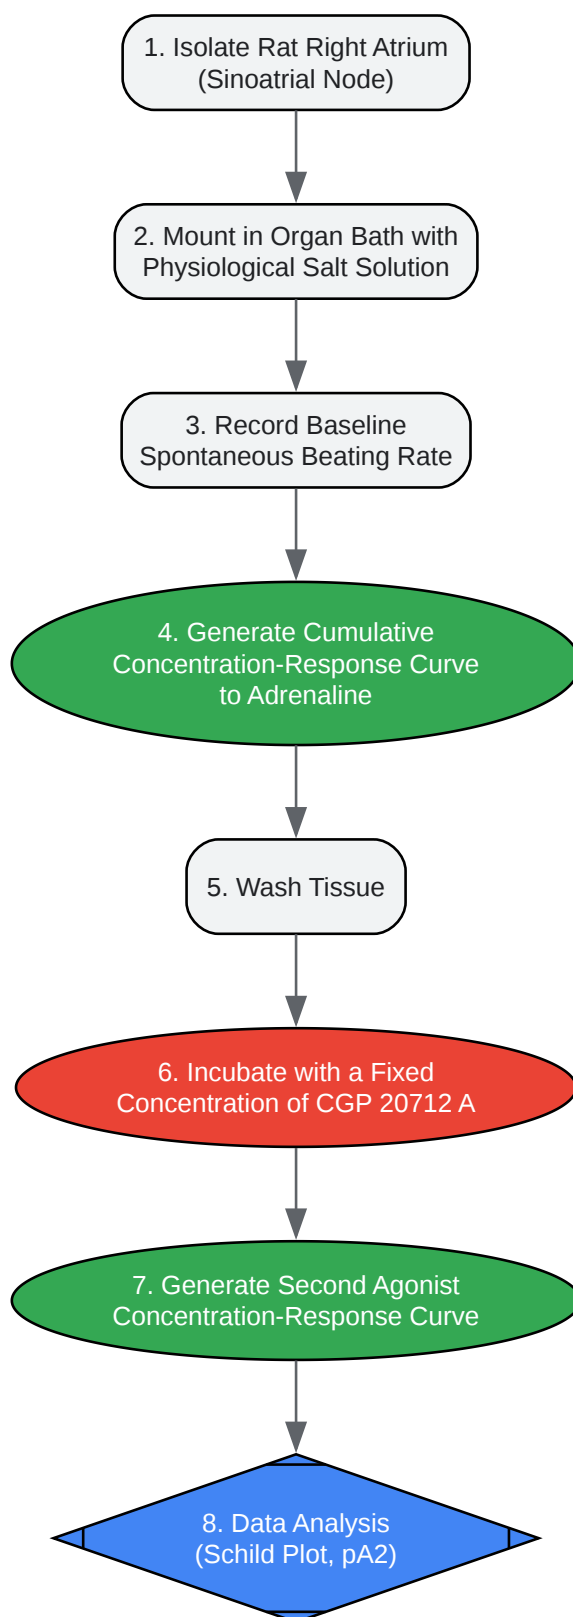 1. Isolate Rat Right Atrium
(Sinoatrial Node)
2. Mount in Organ Bath with
Physiological Salt Solution
3. Record Baseline
Spontaneous Beating Rate
4. Generate Cumulative
Concentration-Response Curve
to Adrenaline
5. Wash Tissue
6. Incubate with a Fixed
Concentration of CGP 20712 A
7. Generate Second Agonist
Concentration-Response Curve
8. Data Analysis
(Schild Plot, pA2)